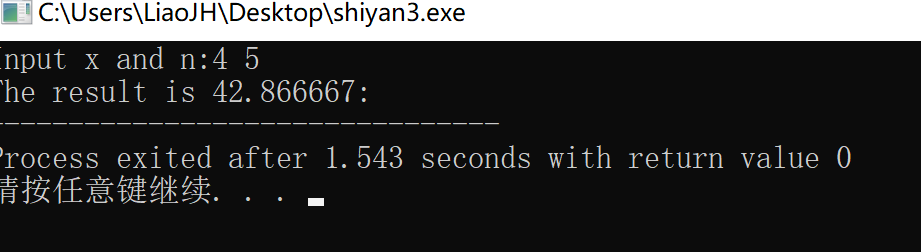 C:\Users\LiaoJH\Desktop\shiyan3.exe
Input x and n:4 5
The result is 42.866667:
--------------------------------
Process exited after 1.543 seconds with return value 0
请按任意键继续. . .